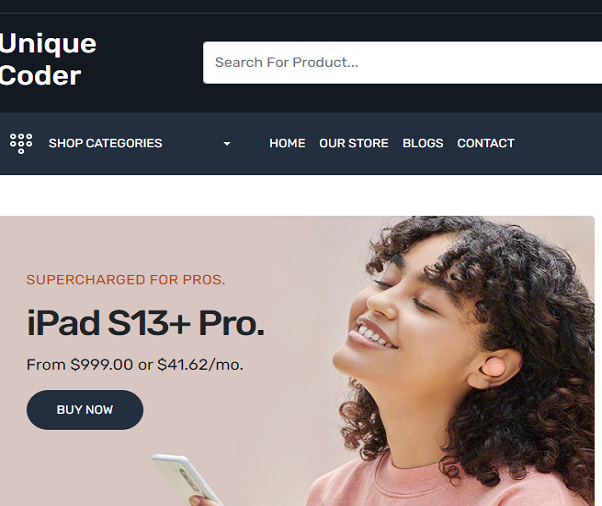 Unique
Coder
Search For Product...
SHOP CATEGORIES
HOME OUR STORE BLOGS CONTACT
SUPERCHARGED FOR PROS.
iPad S13+ Pro.
From $999.00 or $41.62/mo.
BUY NOW